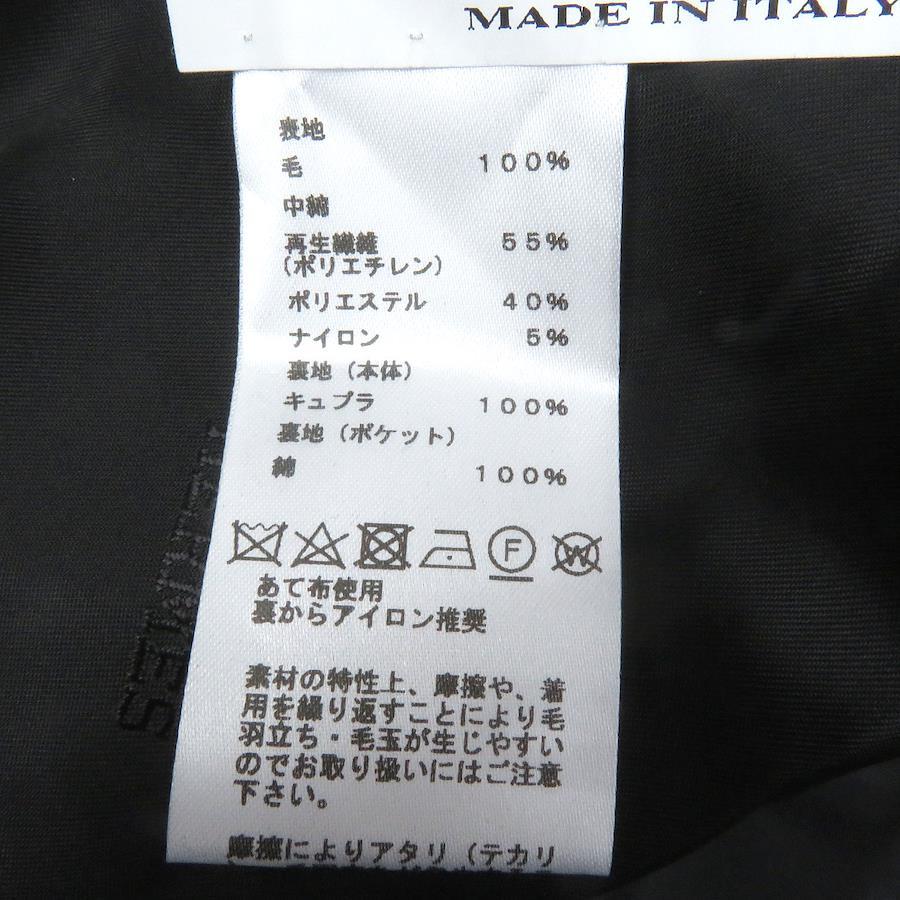 MADE IN ITALY
表地
毛 100%
中綿
再生繊維 55%
(ポリエチレン)
ポリエステル 40%
ナイロン 5%
裏地(本体)
キュプラ 100%
裏地(ポケット)
綿 100%
F W
あて布使用
裏からアイロン推奨
素材の特性上、摩擦や、着
用を繰り返すことにより毛
羽立ち・毛玉が生じやすい
のでお取り扱いにはご注意
下さい。
摩擦によりアタリ(テカリ